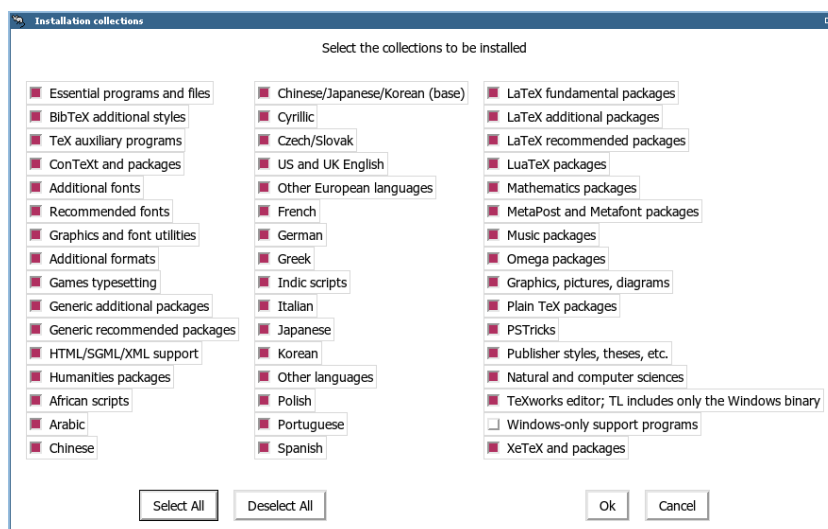 Installation collections
Select the collections to be installed
Essential programs and files
BibTeX additional styles
TeX auxiliary programs
ConTeXt and packages
Additional fonts
Recommended fonts
Graphics and font utilities
Additional formats
Games typesetting
Generic additional packages
Generic recommended packages
HTML/SGML/XML support
Humanities packages
African scripts
Arabic
Chinese
Chinese/Japanese/Korean (base)
Cyrillic
Czech/Slovak
US and UK English
Other European languages
French
German
Greek
Indic scripts
Italian
Japanese
Korean
Other languages
Polish
Portuguese
Spanish
LaTeX fundamental packages
LaTeX additional packages
LaTeX recommended packages
LuaTeX packages
Mathematics packages
MetaPost and Metafont packages
Music packages
Omega packages
Graphics, pictures, diagrams
Plain TeX packages
PSTricks
Publisher styles, theses, etc.
Natural and computer sciences
TeXworks editor; TL includes only the Windows binary
Windows-only support programs
XeTeX and packages
Select All
Deselect All
Ok
Cancel